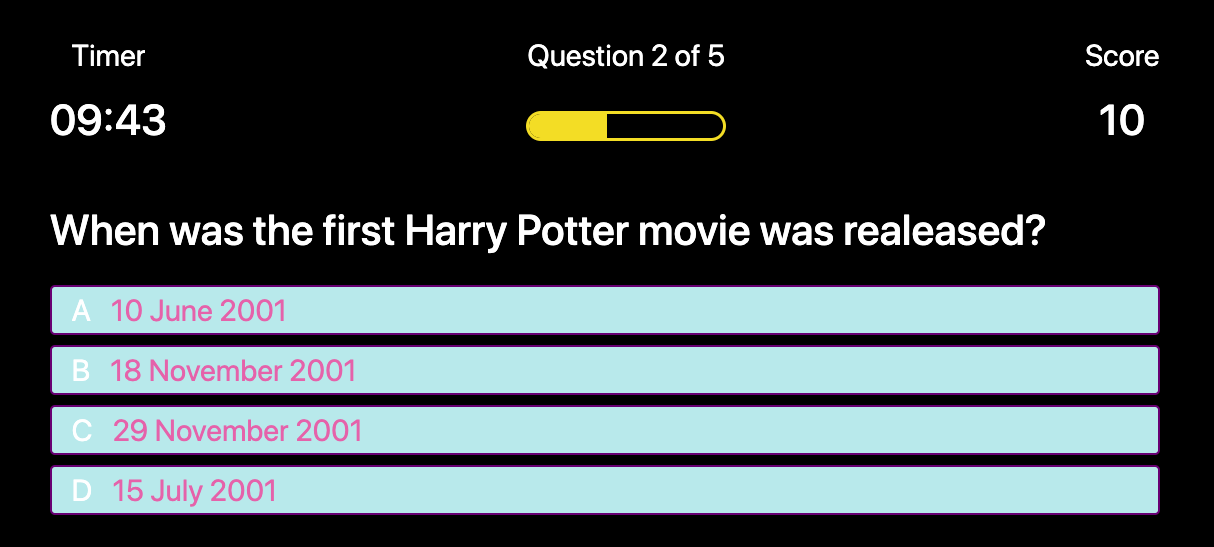 Timer
Question 2 of 5
Score
09:43
10
When was the first Harry Potter movie was realeased?
A 10 June 2001
B 18 November 2001
C 29 November 2001
D 15 July 2001